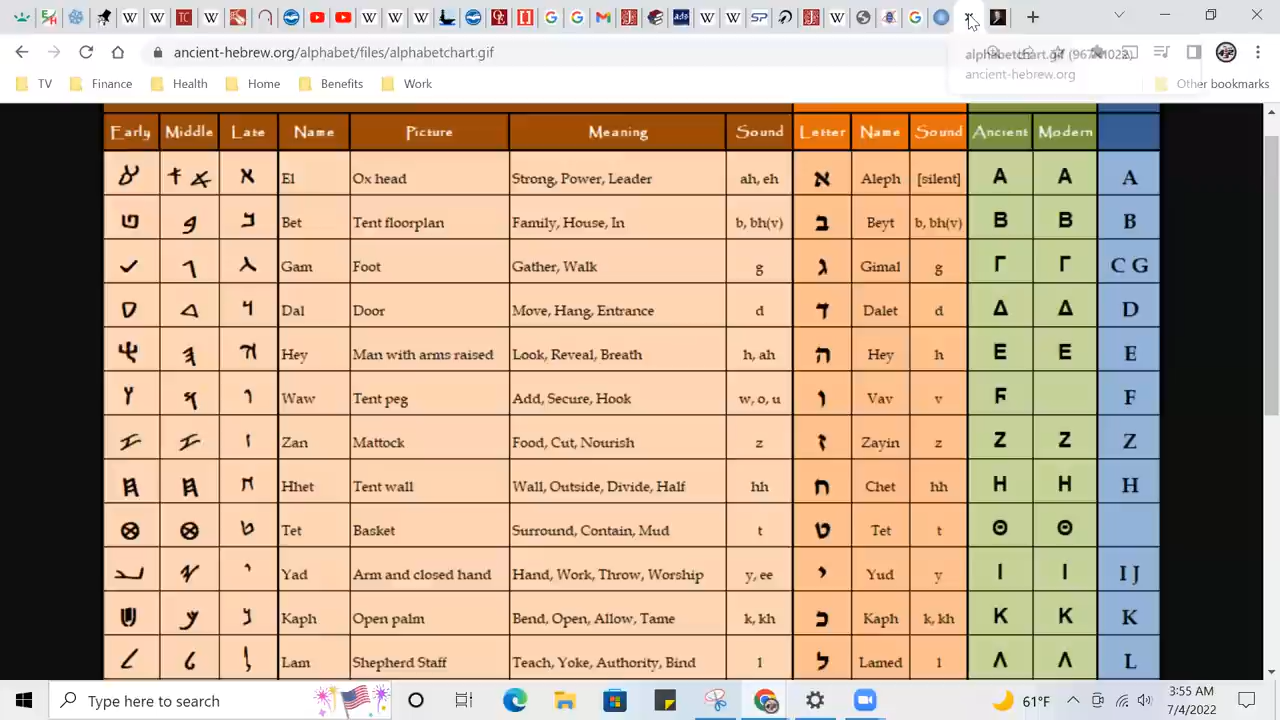 ancient-hebrew.org/alphabet/files/alphabetchart.gif
alphabetchart.gif (967×1022)
ancient-hebrew.org
TV Finance Health Home Benefits Work Other bookmarks
Early Middle Late Name Picture Meaning Sound Letter Name Sound Ancient Modern
El Ox head Strong, Power, Leader ah, eh א Aleph [silent] Α Α A
Bet Tent floorplan Family, House, In b, bh(v) ב Beyt b, bh(v) Β Β B
Gam Foot Gather, Walk g ג Gimal g Γ Γ C G
Dal Door Move, Hang, Entrance d ד Dalet d Δ Δ D
Hey Man with arms raised Look, Reveal, Breath h, ah ה Hey h Ε Ε E
Waw Tent peg Add, Secure, Hook w, o, u ו Vav v F F
Zan Mattock Food, Cut, Nourish z ז Zayin z Ζ Ζ Z
Hhet Tent wall Wall, Outside, Divide, Half hh ח Chet hh Η Η H
Tet Basket Surround, Contain, Mud t ט Tet t Θ Θ
Yad Arm and closed hand Hand, Work, Throw, Worship y, ee י Yud y Ι Ι I J
Kaph Open palm Bend, Open, Allow, Tame k, kh כ Kaph k, kh Κ Κ K
Lam Shepherd Staff Teach, Yoke, Authority, Bind l ל Lamed l Λ Λ L
Type here to search
61°F
3:55 AM
7/4/2022